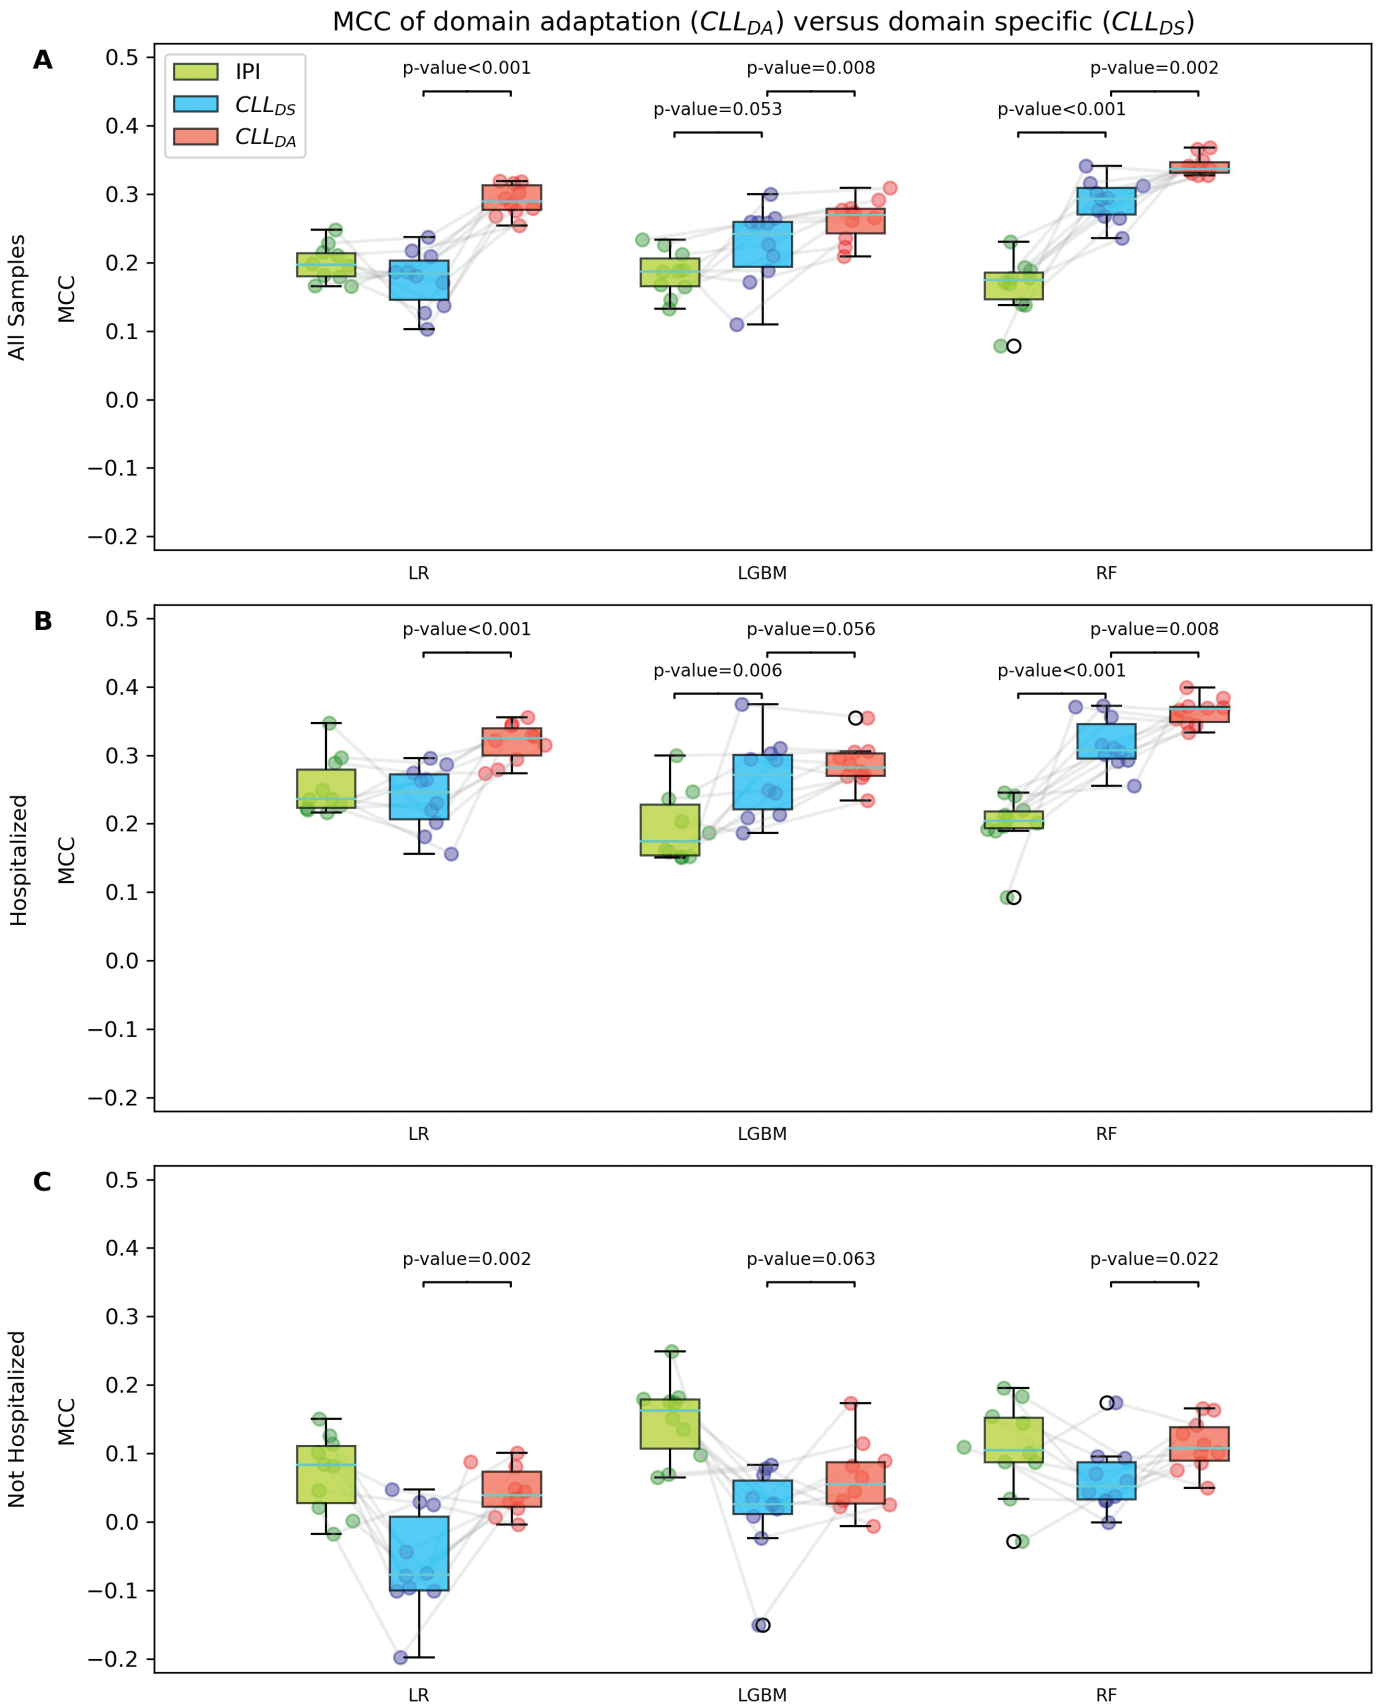 MCC of domain adaptation (CLL_DA) versus domain specific (CLL_DS)
A
IPI
CLL_DS
CLL_DA
p-value<0.001
p-value=0.008
p-value=0.002
p-value=0.053
p-value<0.001
0.5
0.4
0.3
0.2
0.1
0.0
−0.1
−0.2
All Samples
MCC
LR
LGBM
RF
B
p-value<0.001
p-value=0.056
p-value=0.008
p-value=0.006
p-value<0.001
0.5
0.4
0.3
0.2
0.1
0.0
−0.1
−0.2
Hospitalized
MCC
LR
LGBM
RF
C
p-value=0.002
p-value=0.063
p-value=0.022
0.5
0.4
0.3
0.2
0.1
0.0
−0.1
−0.2
Not Hospitalized
MCC
LR
LGBM
RF